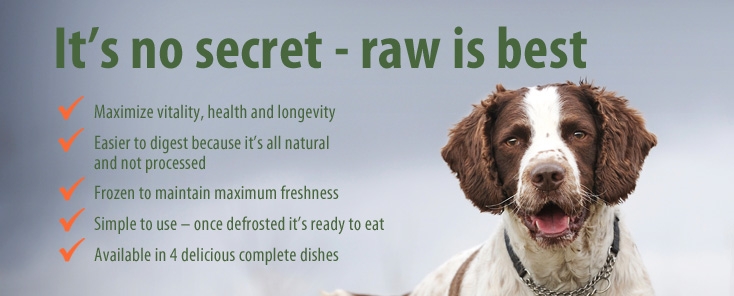 It's no secret - raw is best
Maximize vitality, health and longevity
Easier to digest because it's all natural
and not processed
Frozen to maintain maximum freshness
Simple to use – once defrosted it's ready to eat
Available in 4 delicious complete dishes